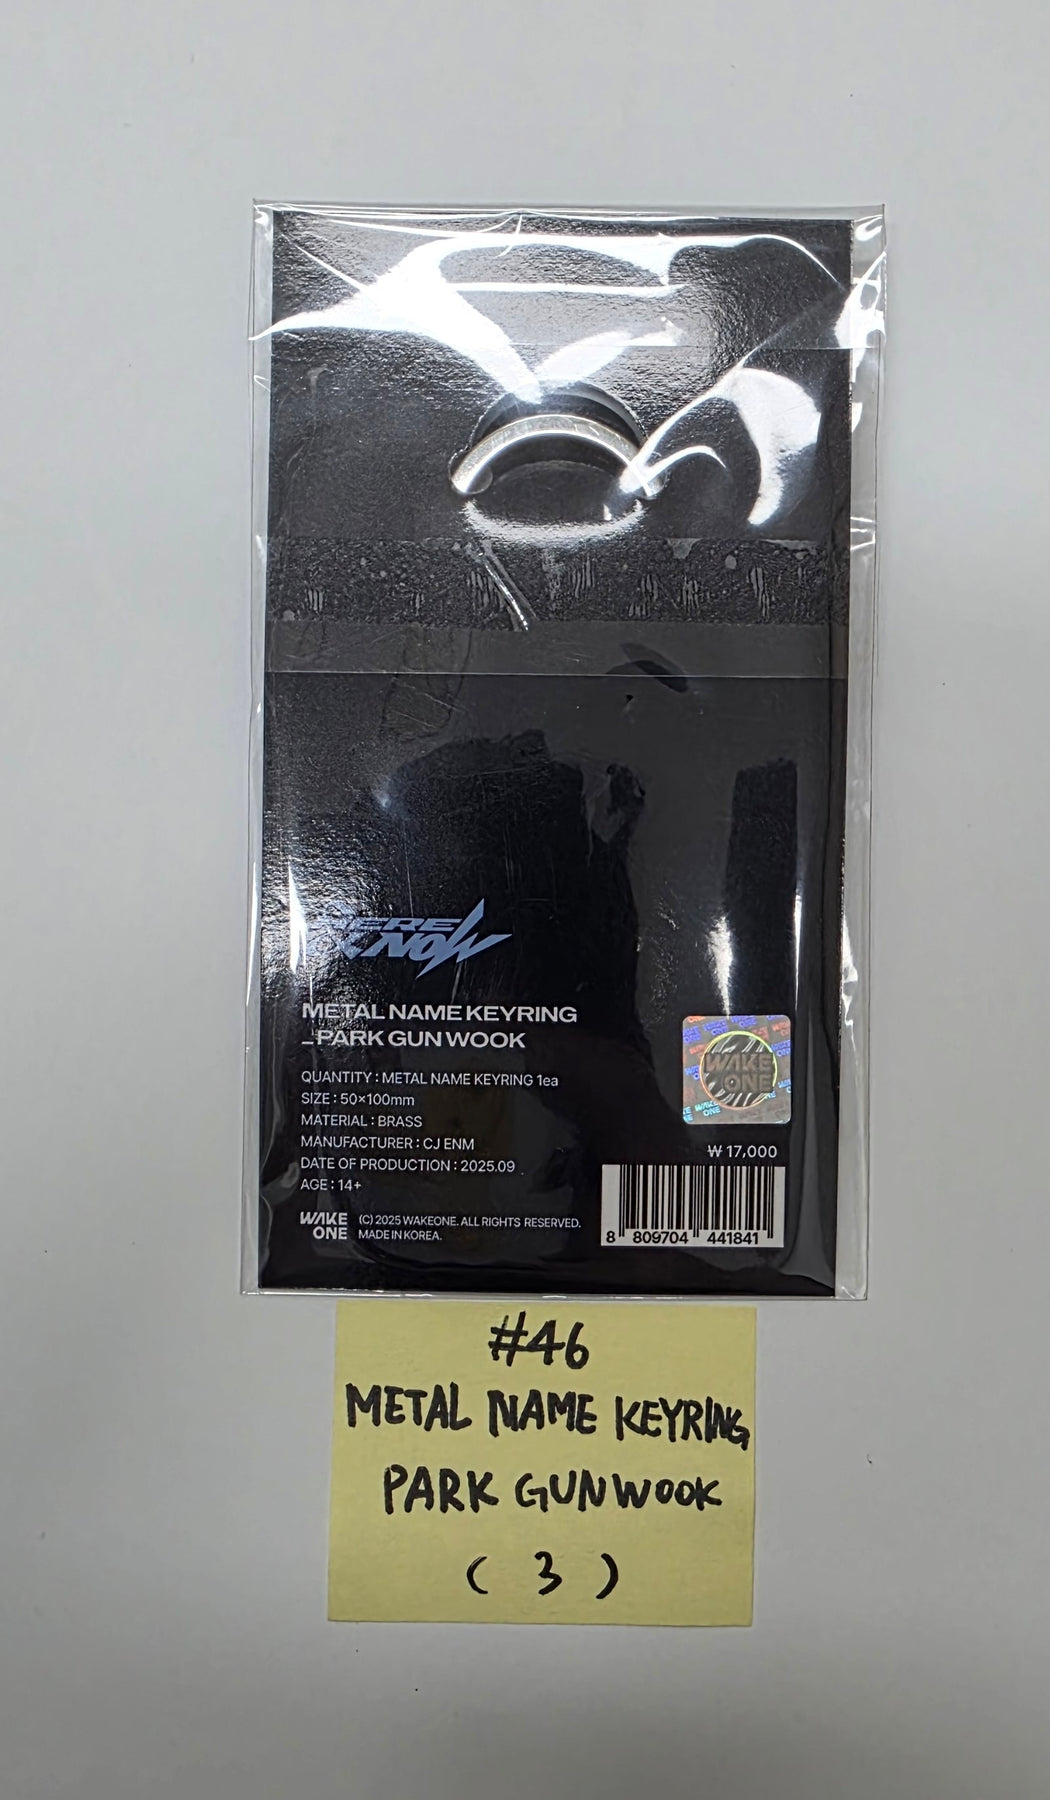 HERE
& NOW
METAL NAME KEYRING
_PARK GUN WOOK
QUANTITY : METAL NAME KEYRING 1ea
SIZE : 50×100mm
MATERIAL : BRASS
MANUFACTURER : CJ ENM
DATE OF PRODUCTION : 2025.09
AGE : 14+
WAKE
ONE
(C) 2025 WAKEONE. ALL RIGHTS RESERVED.
MADE IN KOREA.
WAKE
ONE
₩ 17,000
8 809704 441841
#46
METAL NAME KEYRING
PARK GUNWOOK
( 3 )